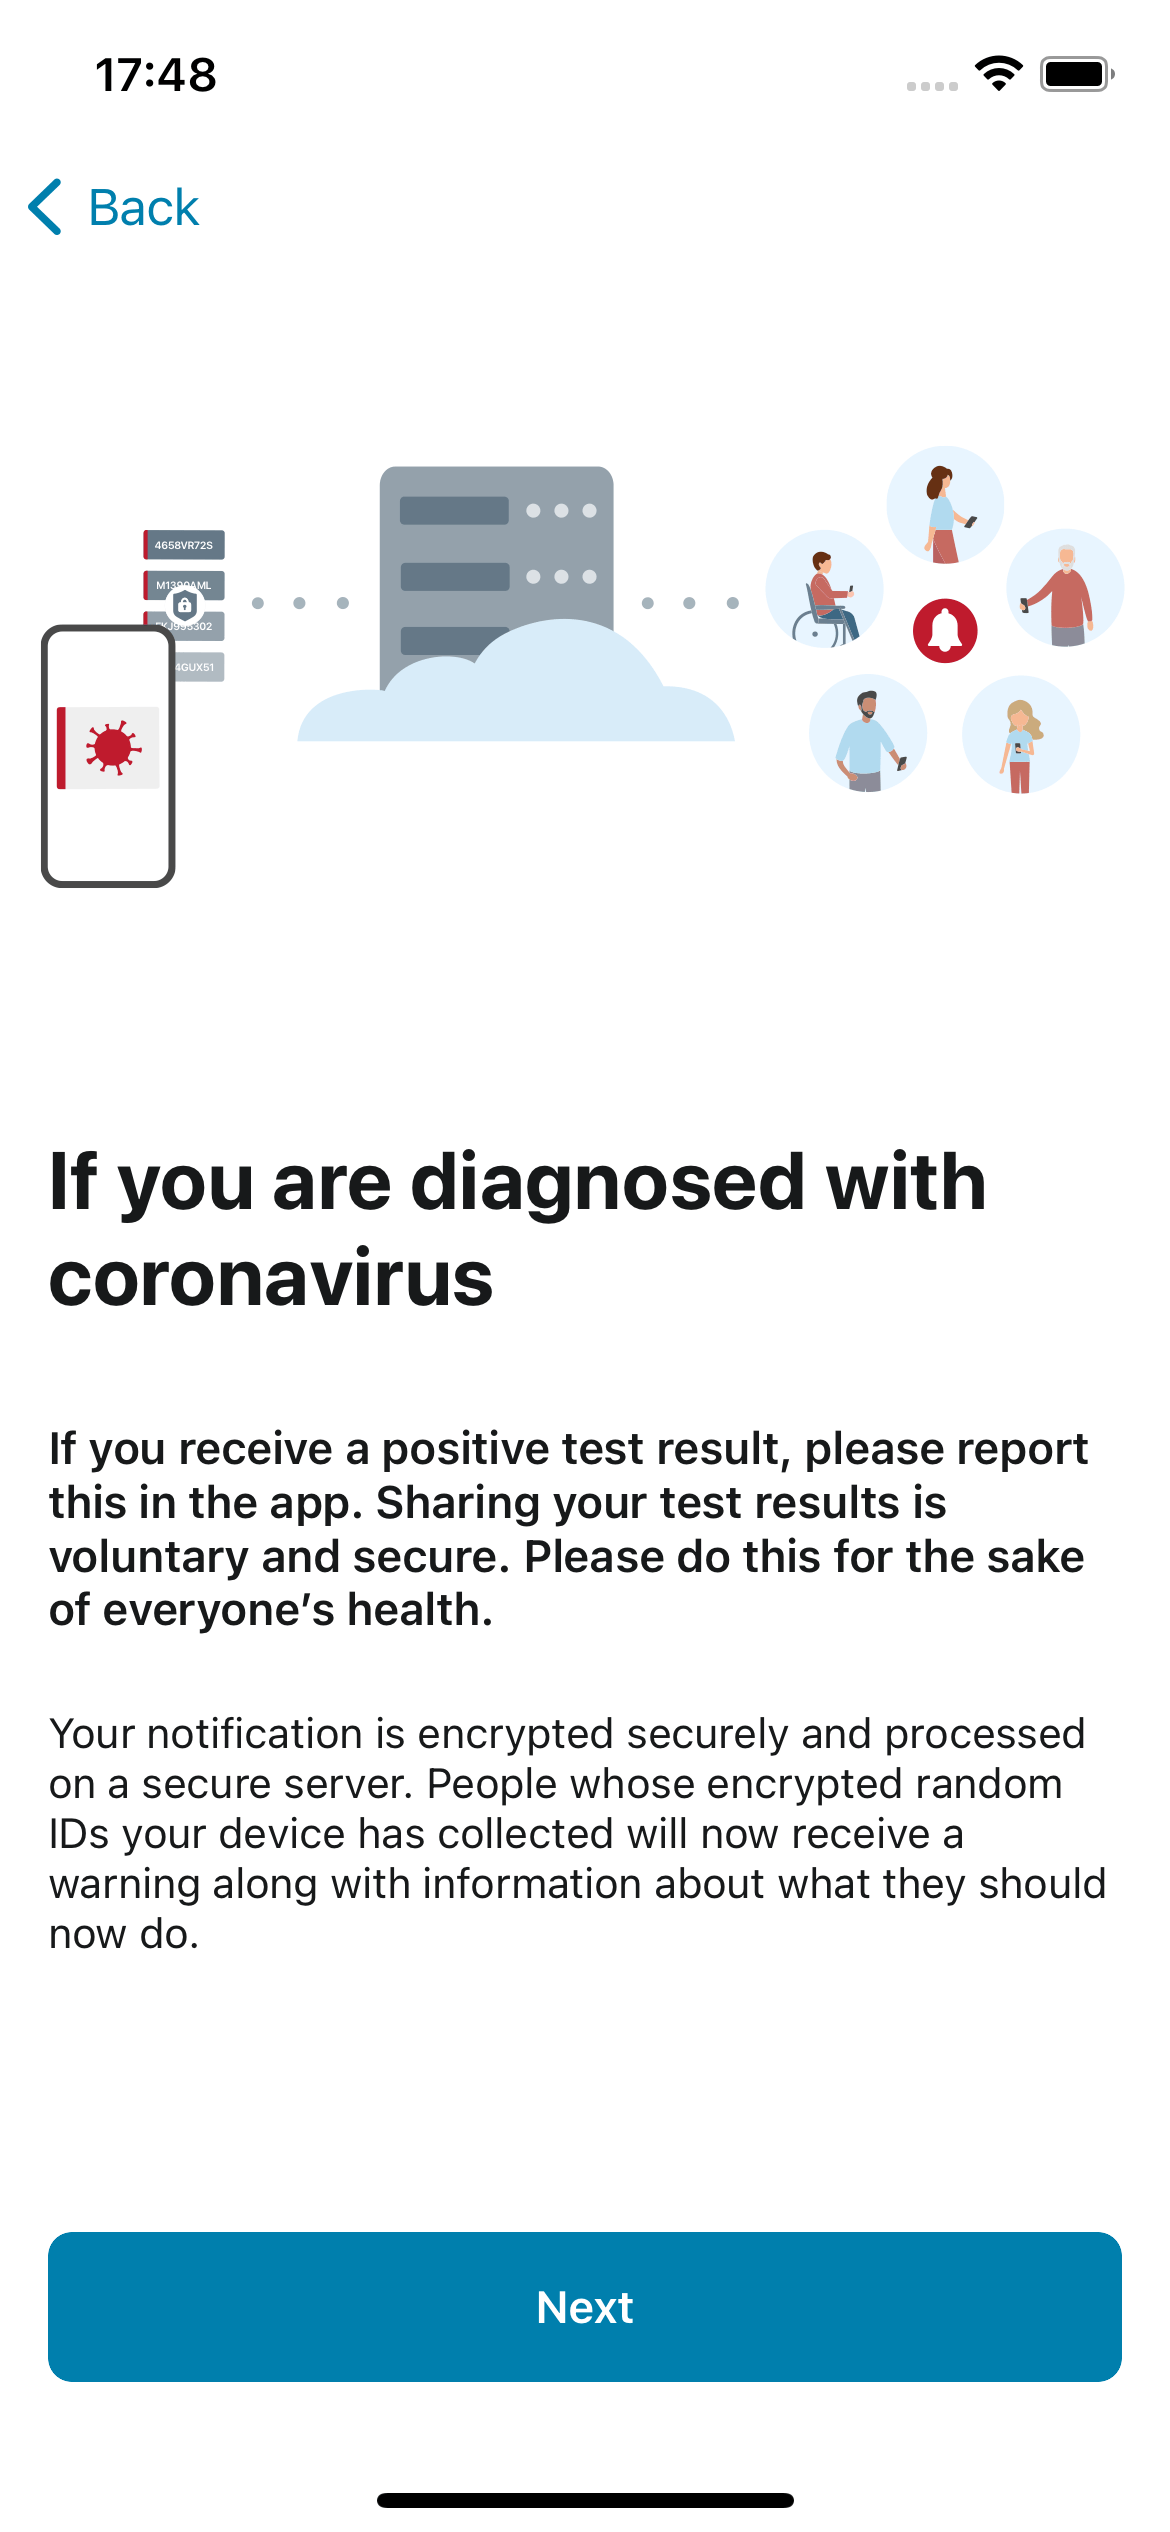 17:48
Back
4658VR72S
M1399AML
KJ995302
4GUX51
If you are diagnosed with
coronavirus
If you receive a positive test result, please report
this in the app. Sharing your test results is
voluntary and secure. Please do this for the sake
of everyone’s health.
Your notification is encrypted securely and processed
on a secure server. People whose encrypted random
IDs your device has collected will now receive a
warning along with information about what they should
now do.
Next